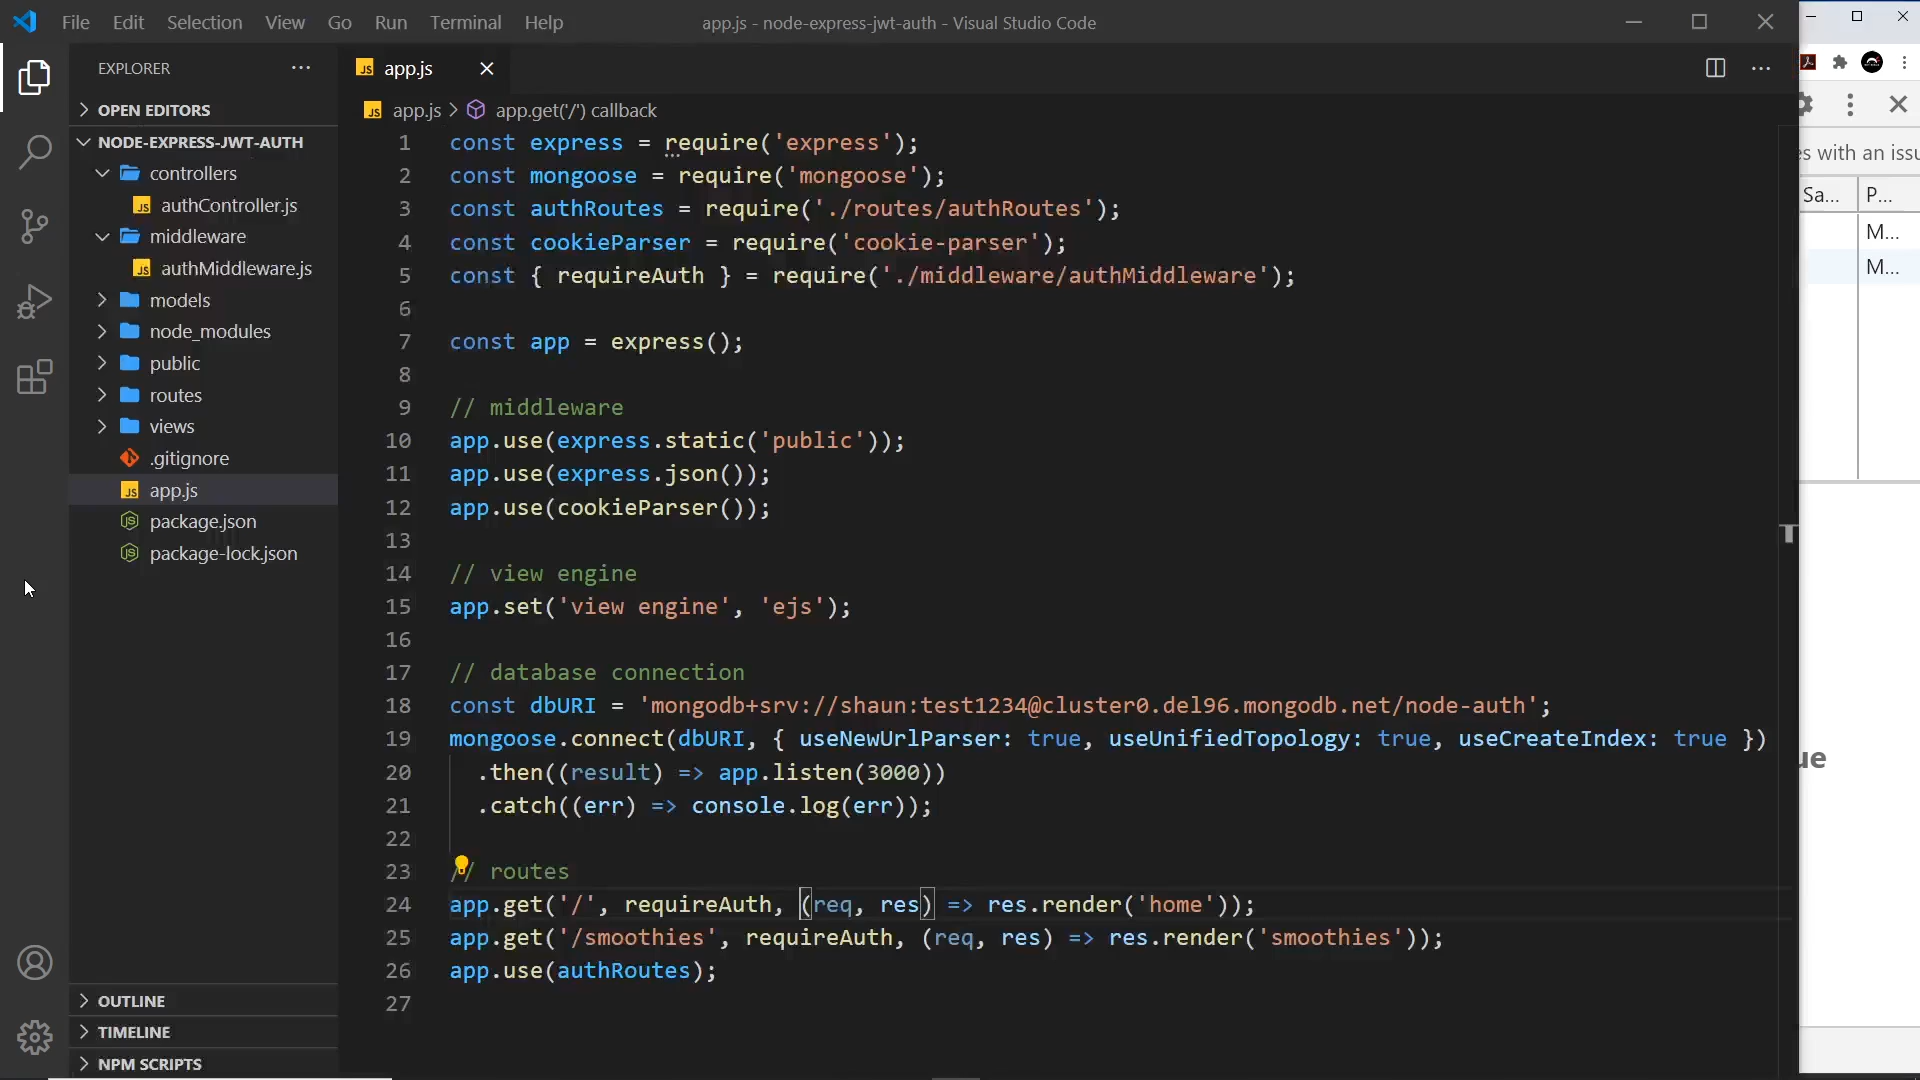 File Edit Selection View Go Run Terminal Help
app.js - node-express-jwt-auth - Visual Studio Code
EXPLORER
OPEN EDITORS
NODE-EXPRESS-JWT-AUTH
controllers
authController.js
middleware
authMiddleware.js
models
node_modules
public
routes
views
.gitignore
app.js
package.json
package-lock.json
OUTLINE
TIMELINE
NPM SCRIPTS
app.js
app.js > app.get('/') callback
1 const express = require('express');
2 const mongoose = require('mongoose');
3 const authRoutes = require('./routes/authRoutes');
4 const cookieParser = require('cookie-parser');
5 const { requireAuth } = require('./middleware/authMiddleware');
6
7 const app = express();
8
9 // middleware
10 app.use(express.static('public'));
11 app.use(express.json());
12 app.use(cookieParser());
13
14 // view engine
15 app.set('view engine', 'ejs');
16
17 // database connection
18 const dbURI = 'mongodb+srv://shaun:test1234@cluster0.del96.mongodb.net/node-auth';
19 mongoose.connect(dbURI, { useNewUrlParser: true, useUnifiedTopology: true, useCreateIndex: true })
20 .then((result) => app.listen(3000))
21 .catch((err) => console.log(err));
22
23 // routes
24 app.get('/', requireAuth, (req, res) => res.render('home'));
25 app.get('/smoothies', requireAuth, (req, res) => res.render('smoothies'));
26 app.use(authRoutes);
27
es with an issu
Sa... P...
M...
M...
ue